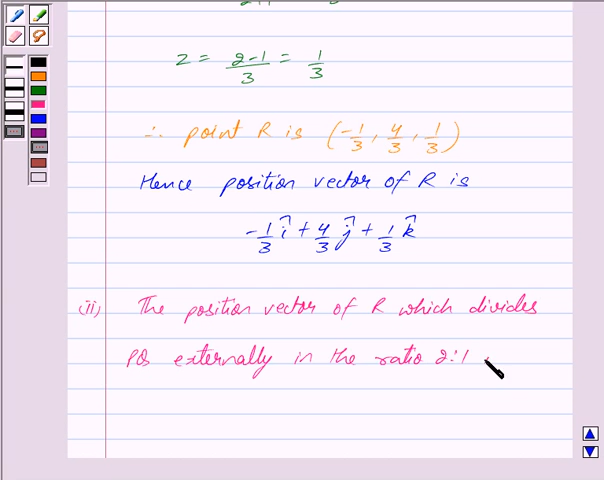 z = 2-1/3 = 1/3
∴ point R is (-1/3, 4/3, 1/3)
Hence position vector of R is
-1/3 î + 4/3 ĵ + 1/3 k̂
(ii) The position vector of R which divides
PQ externally in the ratio 2:1